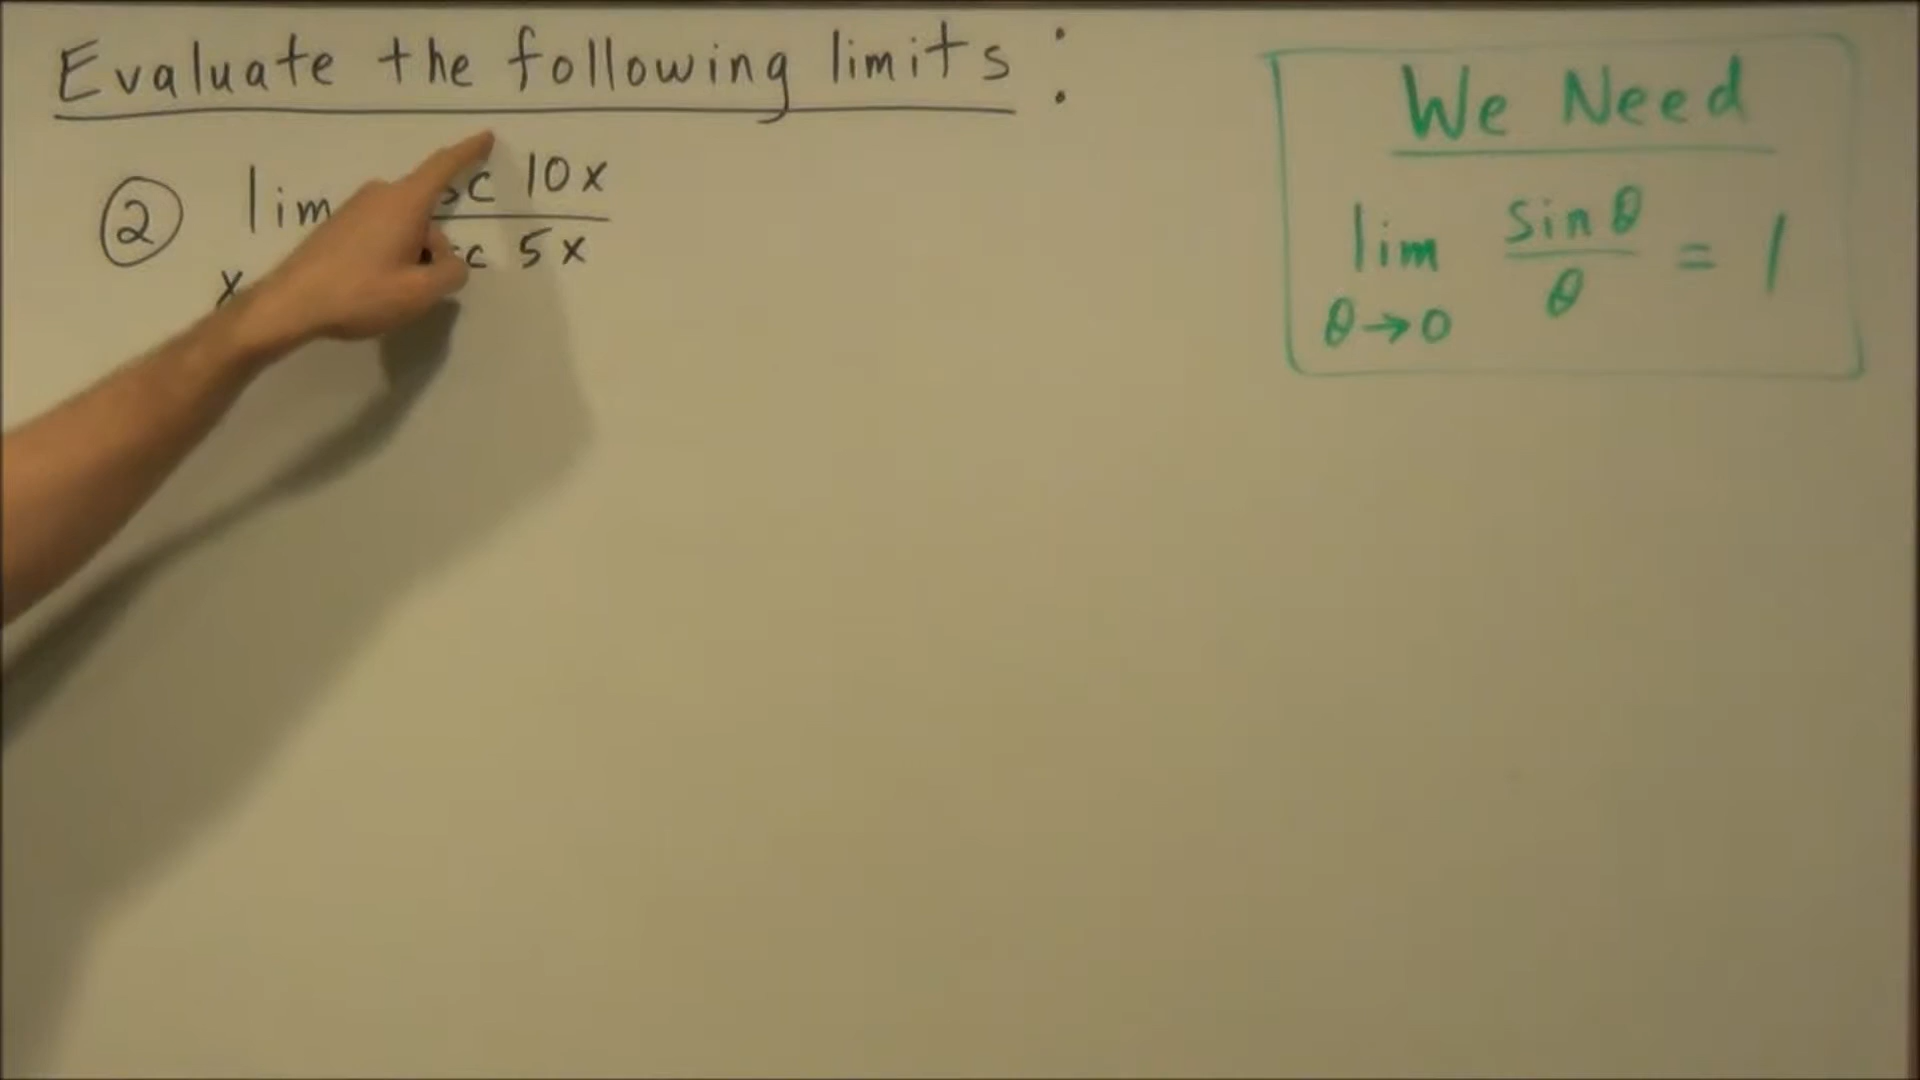 Evaluate the following limits:
② lim 10x
5x
x
We Need
lim sin θ / θ = 1
θ→0